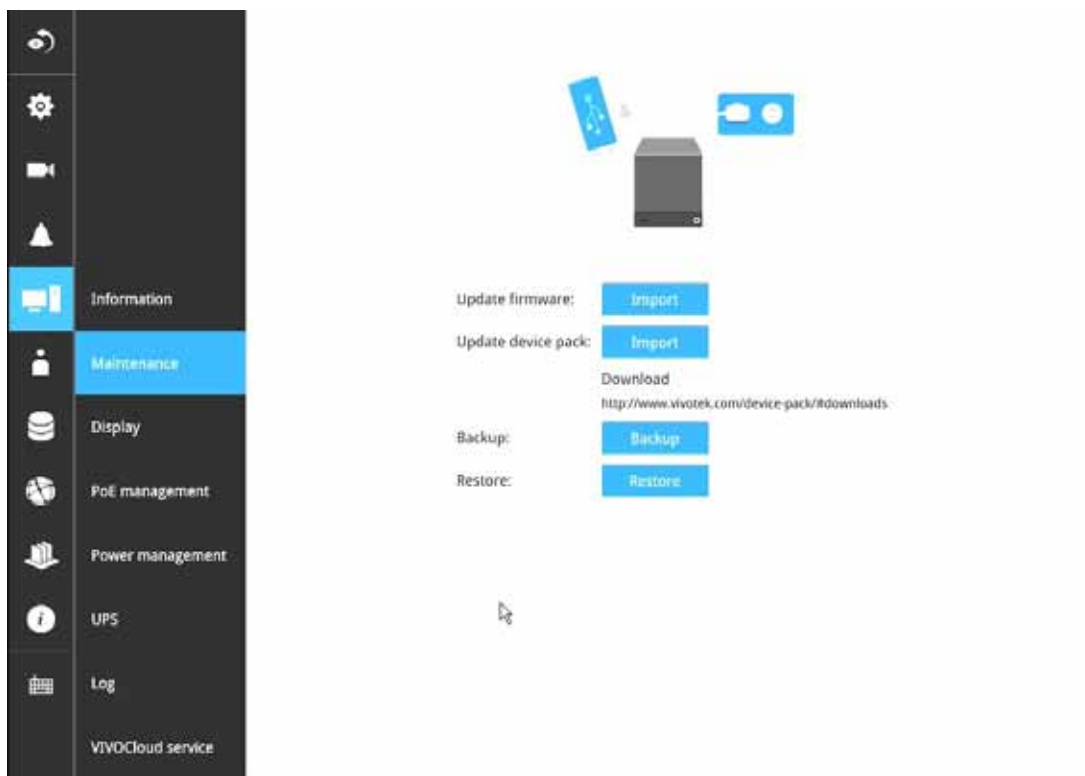 Information
Maintenance
Display
PoE management
Power management
UPS
Log
VIVOCloud service
Update firmware: Import
Update device pack: Import
Download
http://www.vivotek.com/device-pack/#downloads
Backup: Backup
Restore: Restore